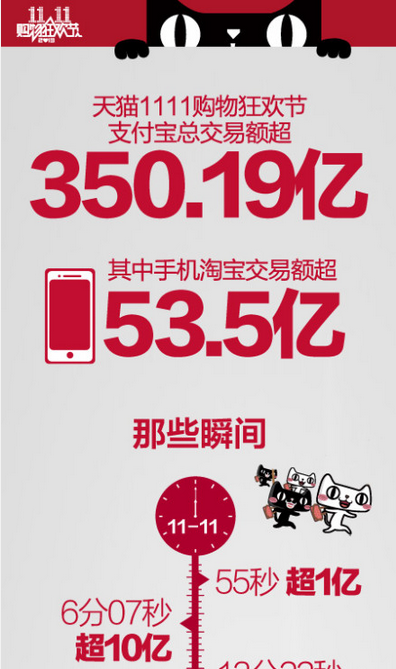 11.11
购物狂欢节
天猫1111购物狂欢节
支付宝总交易额超
350.19亿
其中手机淘宝交易额超
53.5亿
那些瞬间
11-11
55秒 超1亿
6分07秒
超10亿